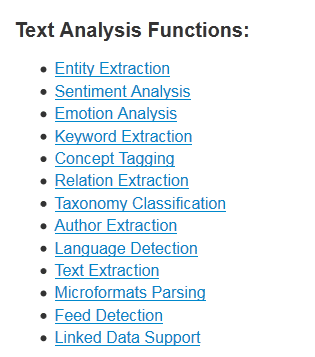 Text Analysis Functions:
Entity Extraction
Sentiment Analysis
Emotion Analysis
Keyword Extraction
Concept Tagging
Relation Extraction
Taxonomy Classification
Author Extraction
Language Detection
Text Extraction
Microformats Parsing
Feed Detection
Linked Data Support